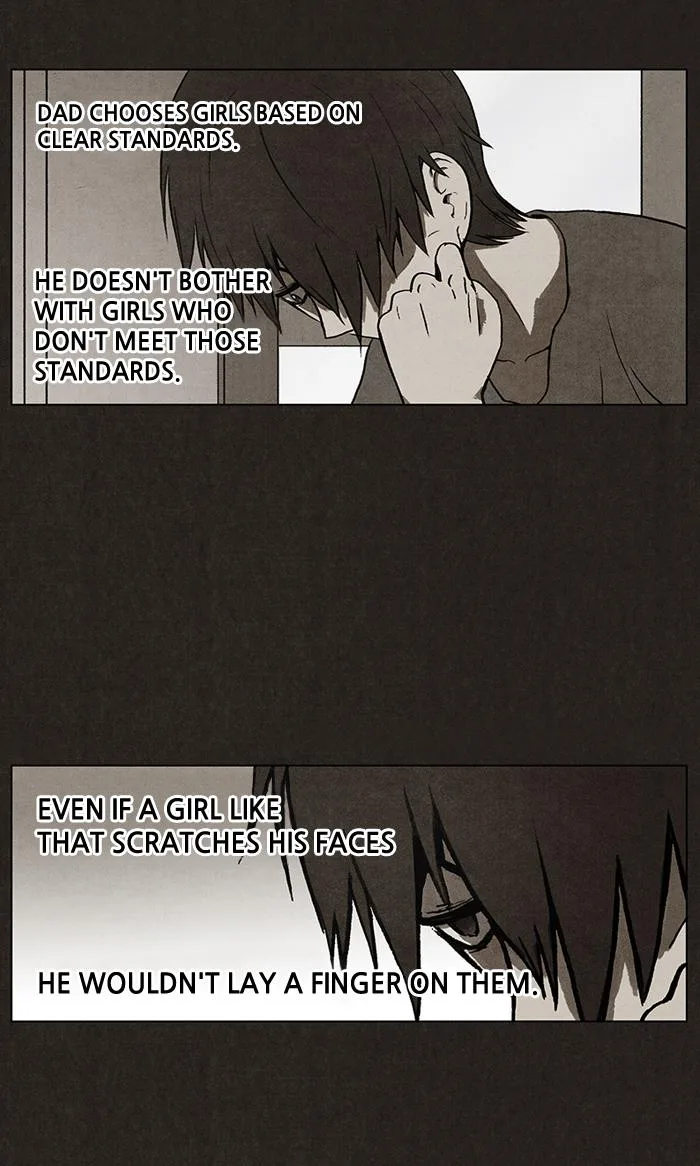 DAD CHOOSES GIRLS BASED ON
CLEAR STANDARDS.
HE DOESN'T BOTHER
WITH GIRLS WHO
DON'T MEET THOSE
STANDARDS.
EVEN IF A GIRL LIKE
THAT SCRATCHES HIS FACES
HE WOULDN'T LAY A FINGER ON THEM.